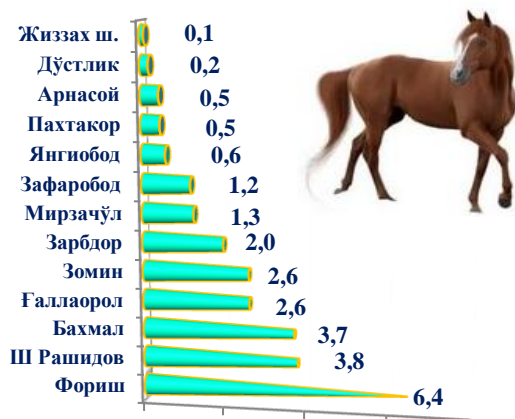 Жиззах ш. 0,1
Дўстлик 0,2
Арнасой 0,5
Пахтакор 0,5
Янгиобод 0,6
Зафаробод 1,2
Мирзачўл 1,3
Зарбдор 2,0
Зомин 2,6
Ғаллаорол 2,6
Бахмал 3,7
Ш Рашидов 3,8
Фориш 6,4